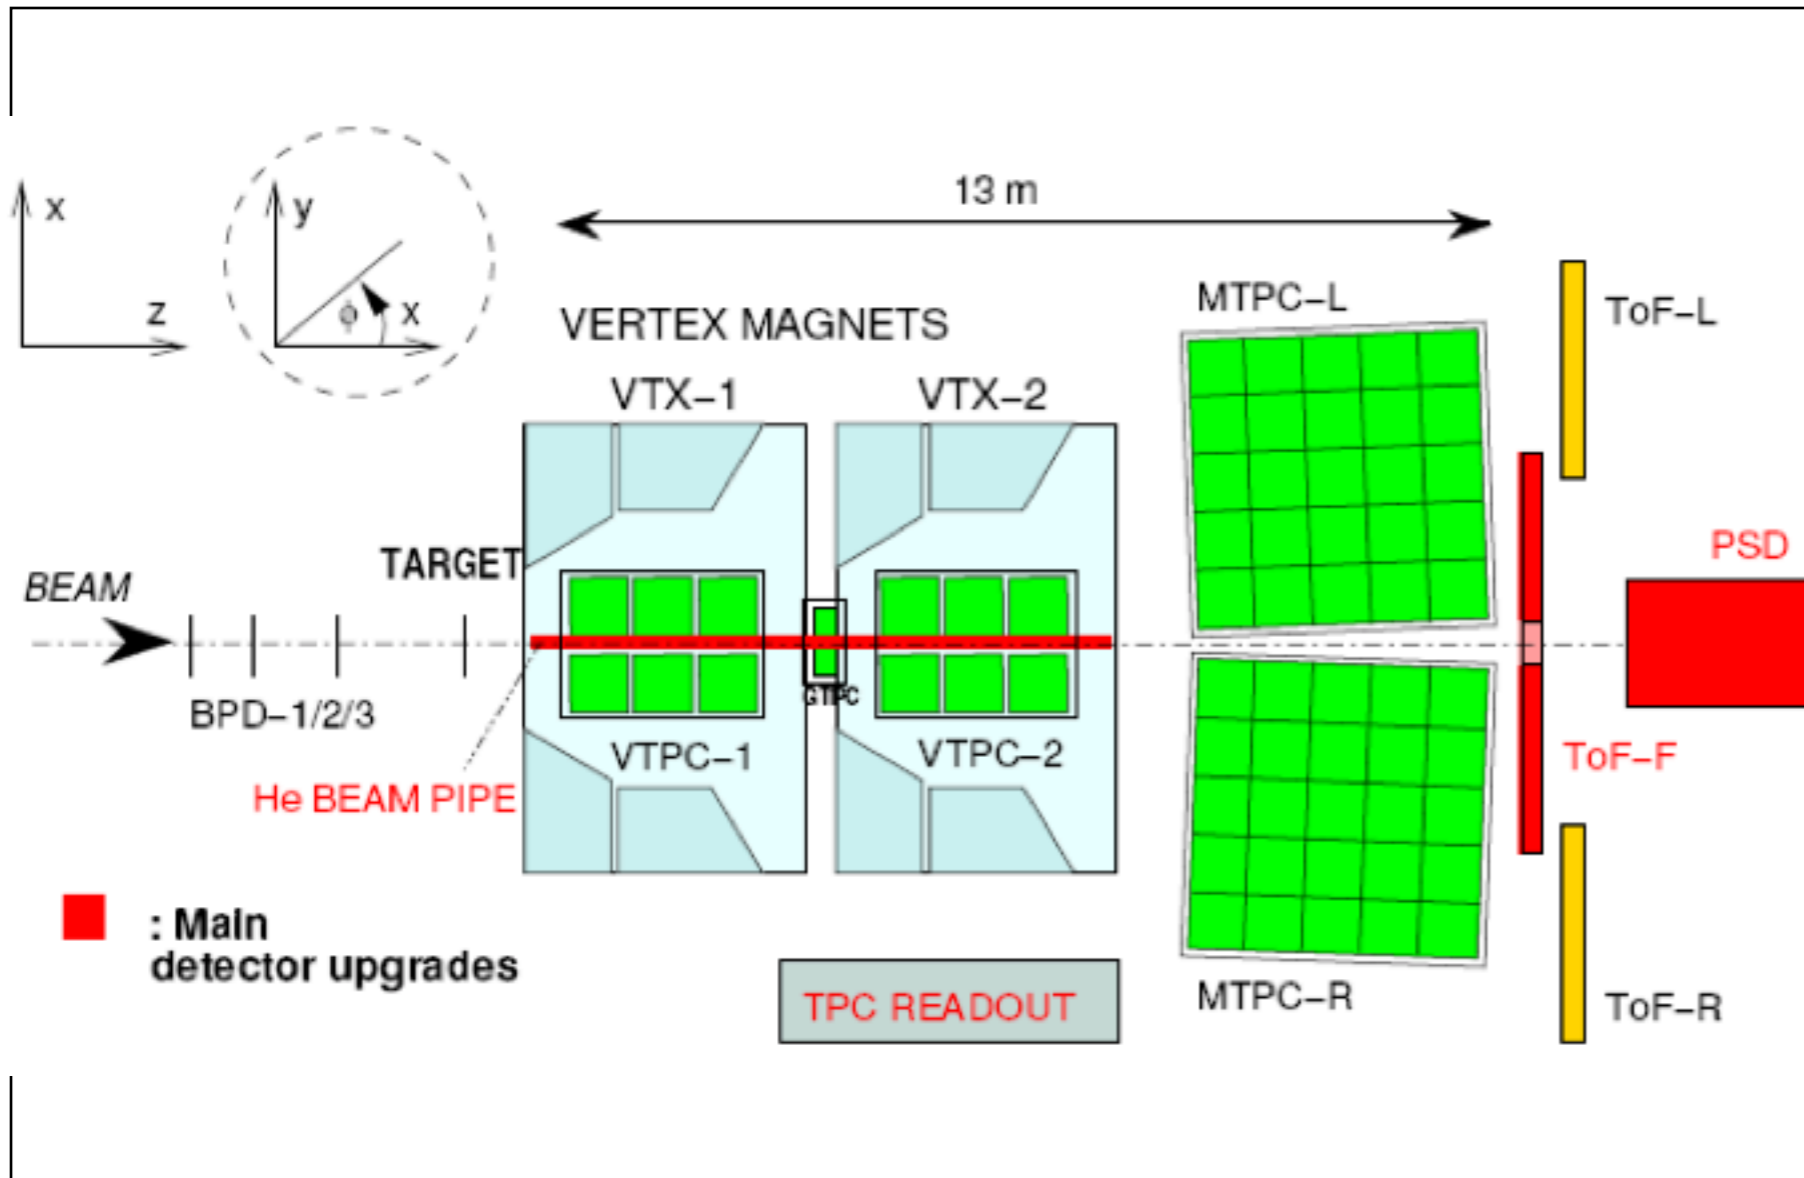 13 m
x
y
z
ϕ
x
MTPC–L
ToF–L
VERTEX MAGNETS
VTX–1
VTX–2
TARGET
PSD
BEAM
GTPC
BPD–1/2/3
VTPC–1
VTPC–2
ToF–F
He BEAM PIPE
: Main
detector upgrades
TPC READOUT
MTPC–R
ToF–R